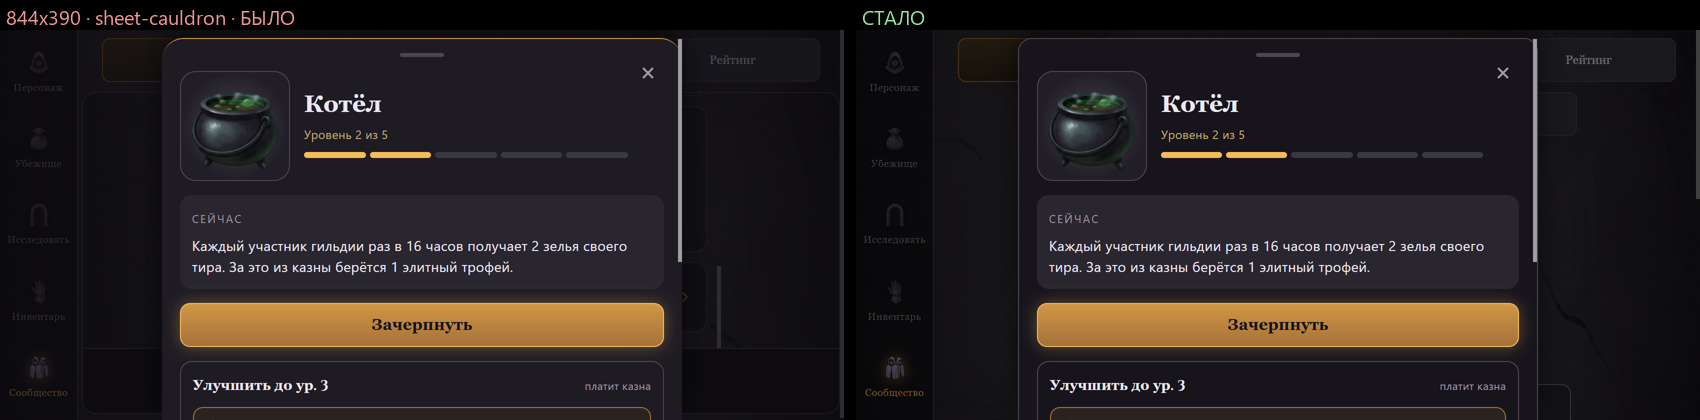 844x390 · sheet-cauldron · БЫЛО
СТАЛО
Персонаж
Убежище
Исследовать
Инвентарь
Сообщество
Рейтинг
Котёл
Уровень 2 из 5
СЕЙЧАС
Каждый участник гильдии раз в 16 часов получает 2 зелья своего
тира. За это из казны берётся 1 элитный трофей.
Зачерпнуть
Улучшить до ур. 3
платит казна
Персонаж
Убежище
Исследовать
Инвентарь
Сообщество
Рейтинг
Котёл
Уровень 2 из 5
СЕЙЧАС
Каждый участник гильдии раз в 16 часов получает 2 зелья своего
тира. За это из казны берётся 1 элитный трофей.
Зачерпнуть
Улучшить до ур. 3
платит казна